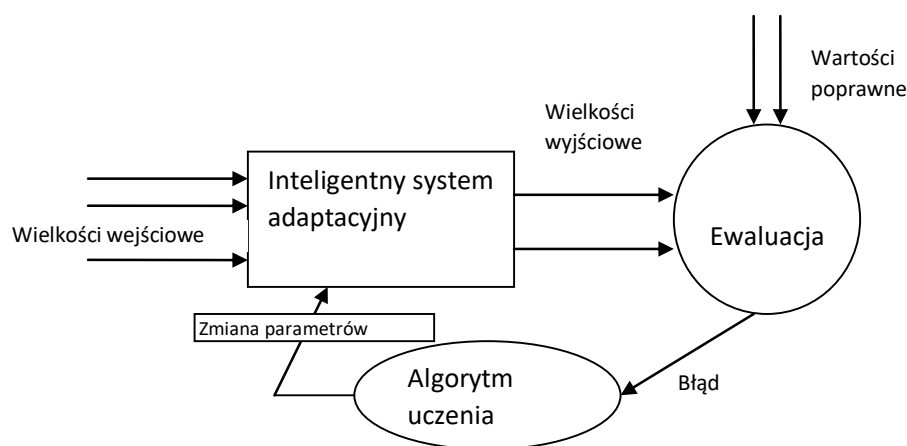 Wartości
poprawne
Wielkości
wyjściowe
Inteligentny system
adaptacyjny
Wielkości wejściowe
Ewaluacja
Zmiana parametrów
Algorytm
uczenia
Błąd